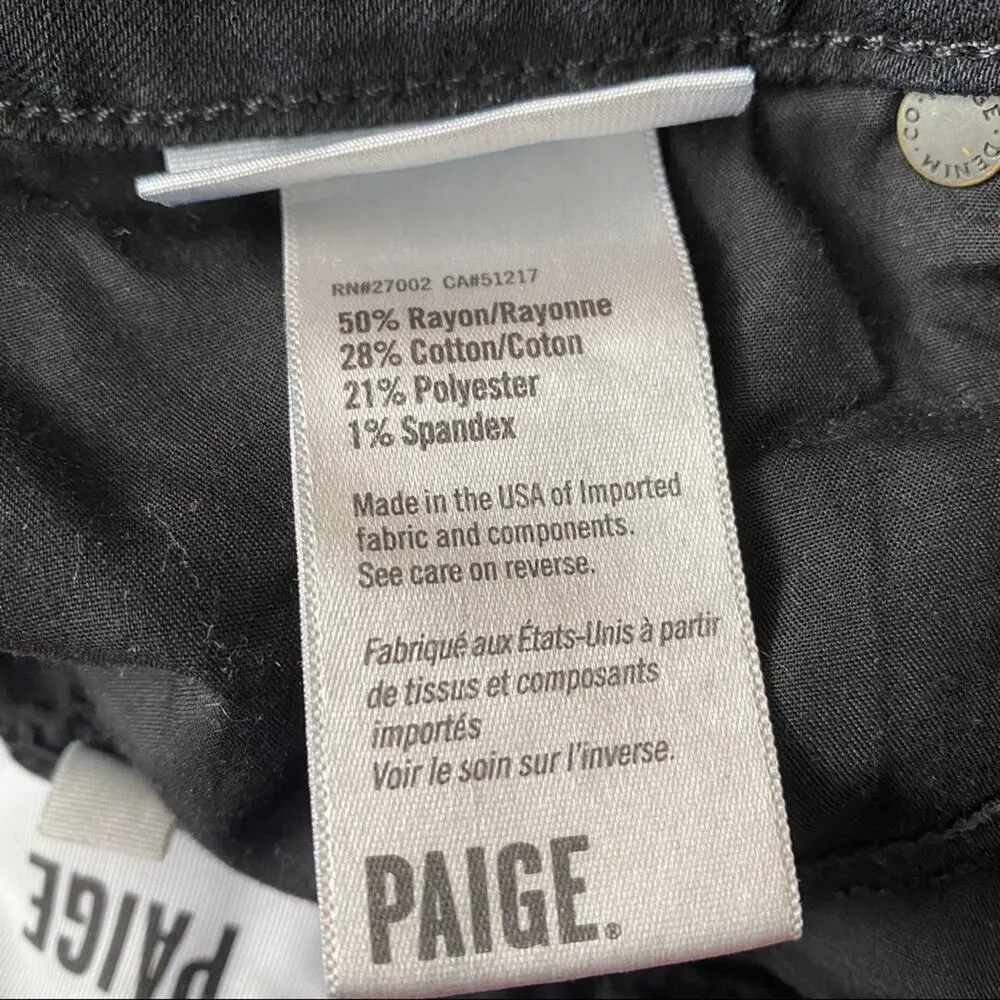 RN#27002 CA#51217
50% Rayon/Rayonne
28% Cotton/Coton
21% Polyester
1% Spandex
Made in the USA of Imported
fabric and components.
See care on reverse.
Fabriqué aux États-Unis à partir
de tissus et composants
importés
Voir le soin sur l'inverse.
PAIGE®
PAIGE
DENIM · CO ·